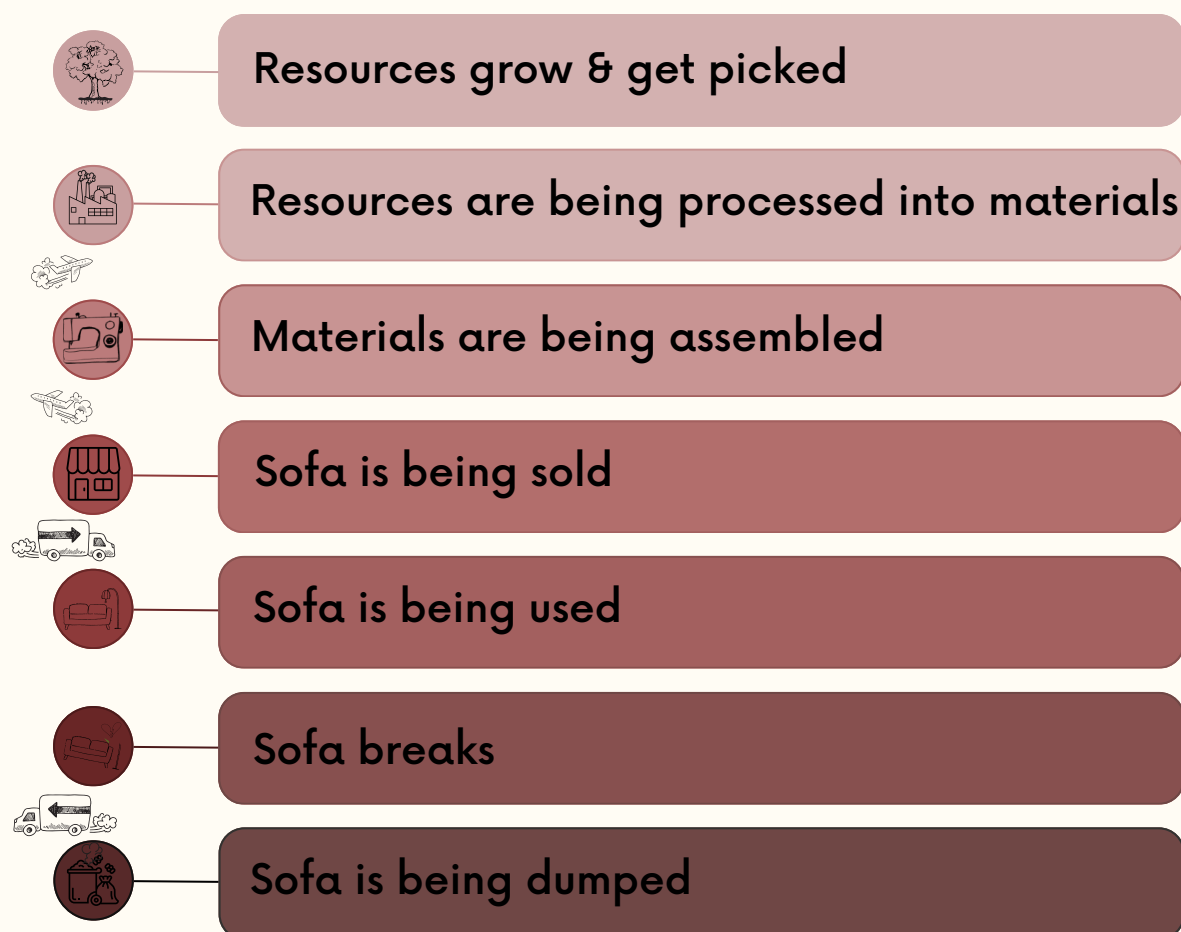 Resources grow & get picked
Resources are being processed into materials
Materials are being assembled
Sofa is being sold
Sofa is being used
Sofa breaks
Sofa is being dumped